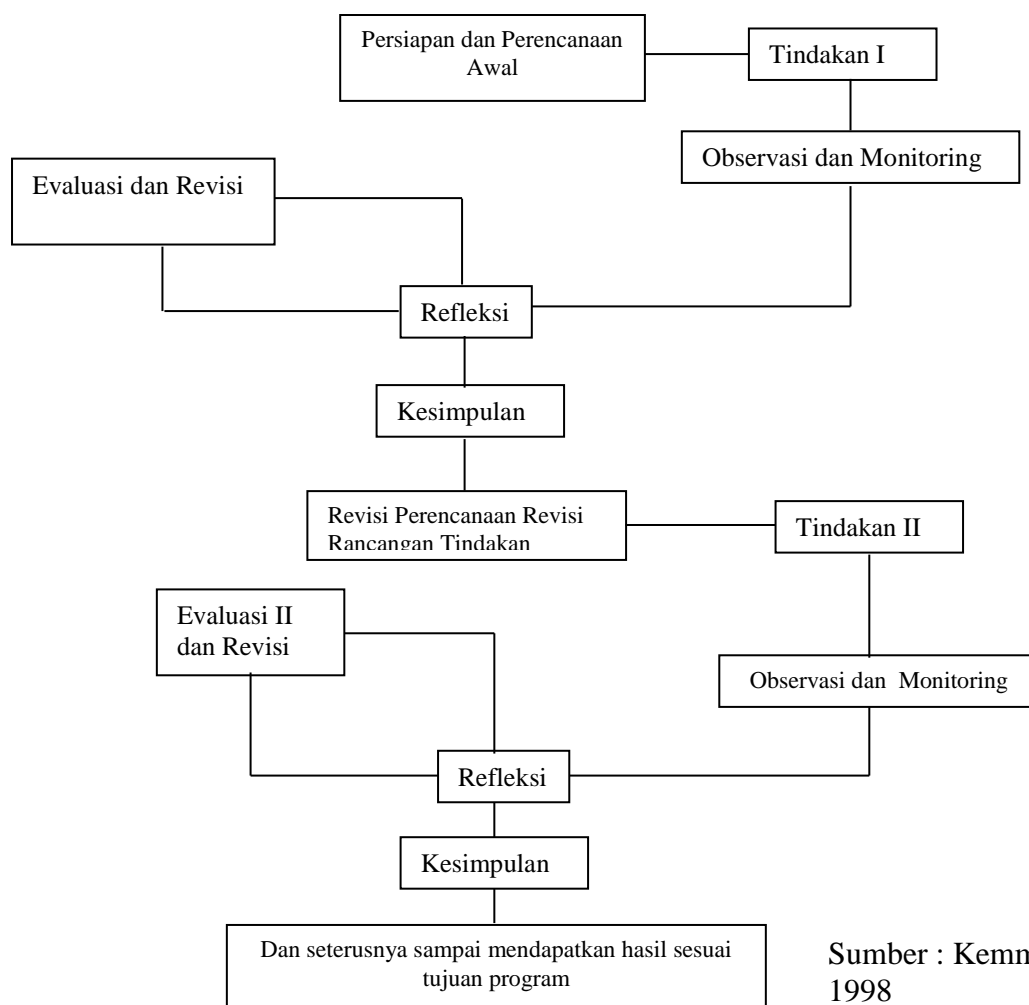 Persiapan dan Perencanaan
Awal
Tindakan I
Observasi dan Monitoring
Evaluasi dan Revisi
Refleksi
Kesimpulan
Revisi Perencanaan Revisi
Rancangan Tindakan
Tindakan II
Evaluasi II
dan Revisi
Observasi dan Monitoring
Refleksi
Kesimpulan
Dan seterusnya sampai mendapatkan hasil sesuai
tujuan program
Sumber :
1998